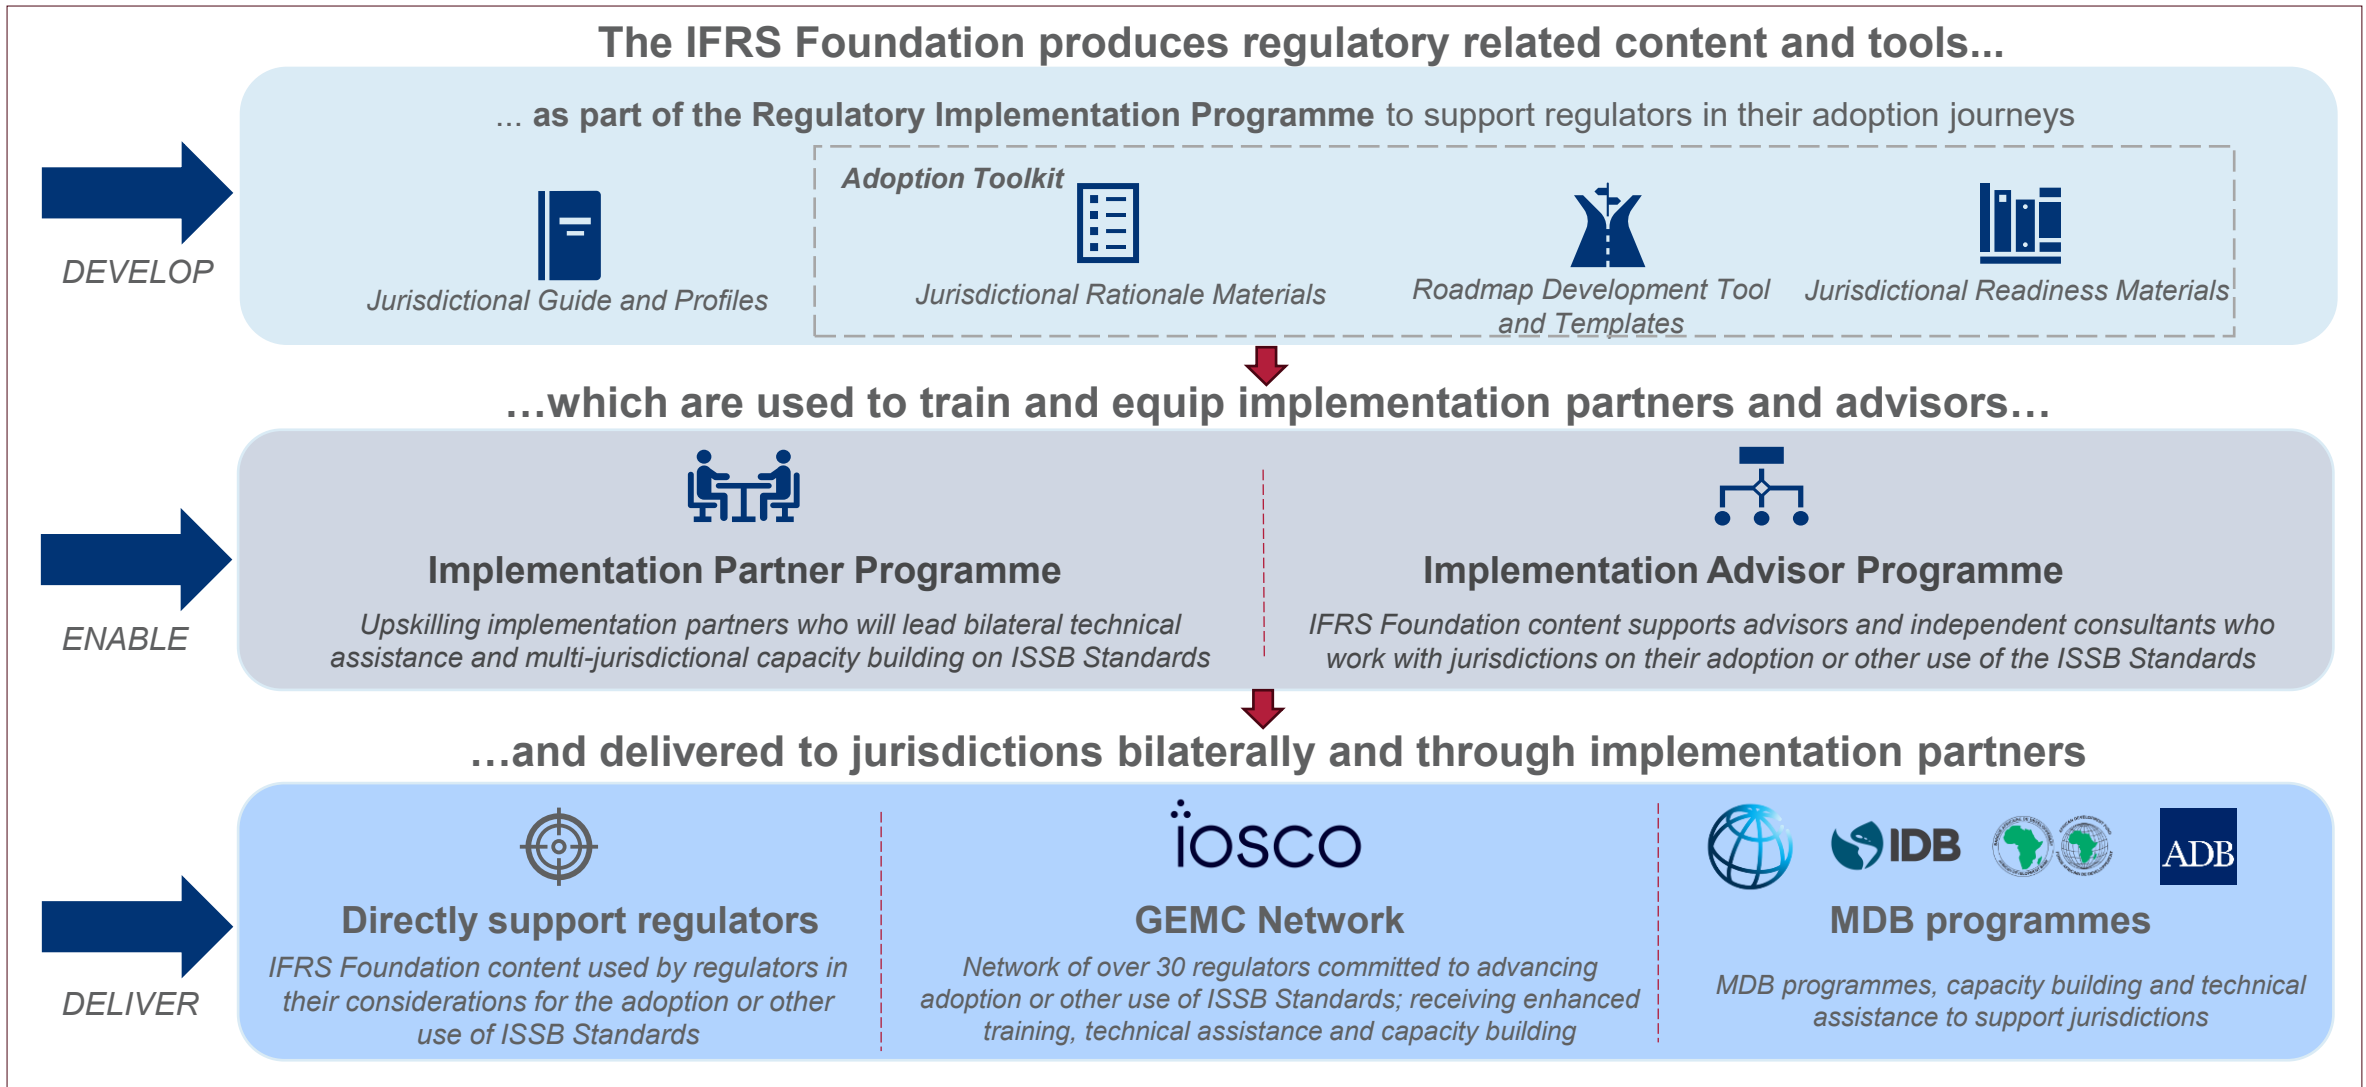 The IFRS Foundation produces regulatory related content and tools...
... as part of the Regulatory Implementation Programme to support regulators in their adoption journeys
DEVELOP
Adoption Toolkit
Jurisdictional Guide and Profiles
Jurisdictional Rationale Materials
Roadmap Development Tool
and Templates
Jurisdictional Readiness Materials
…which are used to train and equip implementation partners and advisors…
ENABLE
Implementation Partner Programme
Upskilling implementation partners who will lead bilateral technical
assistance and multi-jurisdictional capacity building on ISSB Standards
Implementation Advisor Programme
IFRS Foundation content supports advisors and independent consultants who
work with jurisdictions on their adoption or other use of the ISSB Standards
…and delivered to jurisdictions bilaterally and through implementation partners
DELIVER
Directly support regulators
IFRS Foundation content used by regulators in
their considerations for the adoption or other
use of ISSB Standards
iosco
GEMC Network
Network of over 30 regulators committed to advancing
adoption or other use of ISSB Standards; receiving enhanced
training, technical assistance and capacity building
IDB
ADB
MDB programmes
MDB programmes, capacity building and technical
assistance to support jurisdictions